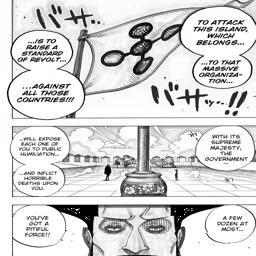 TO ATTACK
THIS ISLAND,
WHICH
BELONGS...
...IS TO
RAISE A
STANDARD
OF REVOLT...
...TO THAT
MASSIVE
ORGANIZA-
TION...
...AGAINST
ALL THOSE
COUNTRIES!!!
バサッ
バサッ...!!
WITH ITS
SUPREME
MAJESTY,
THE
GOVERNMENT
...
...WILL EXPOSE
EACH ONE OF
YOU TO PUBLIC
HUMILIATION...
...AND INFLICT
HORRIBLE
DEATHS UPON
YOU.
A FEW
DOZEN AT
MOST...
YOU'VE
GOT A
PITIFUL
FORCE!!